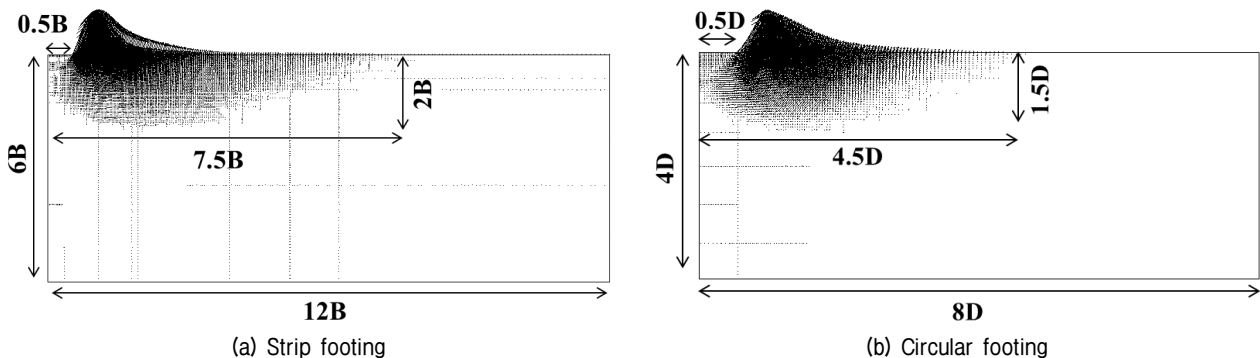 0.5B
2B
7.5B
6B
12B
(a) Strip footing
0.5D
1.5D
4.5D
4D
8D
(b) Circular footing